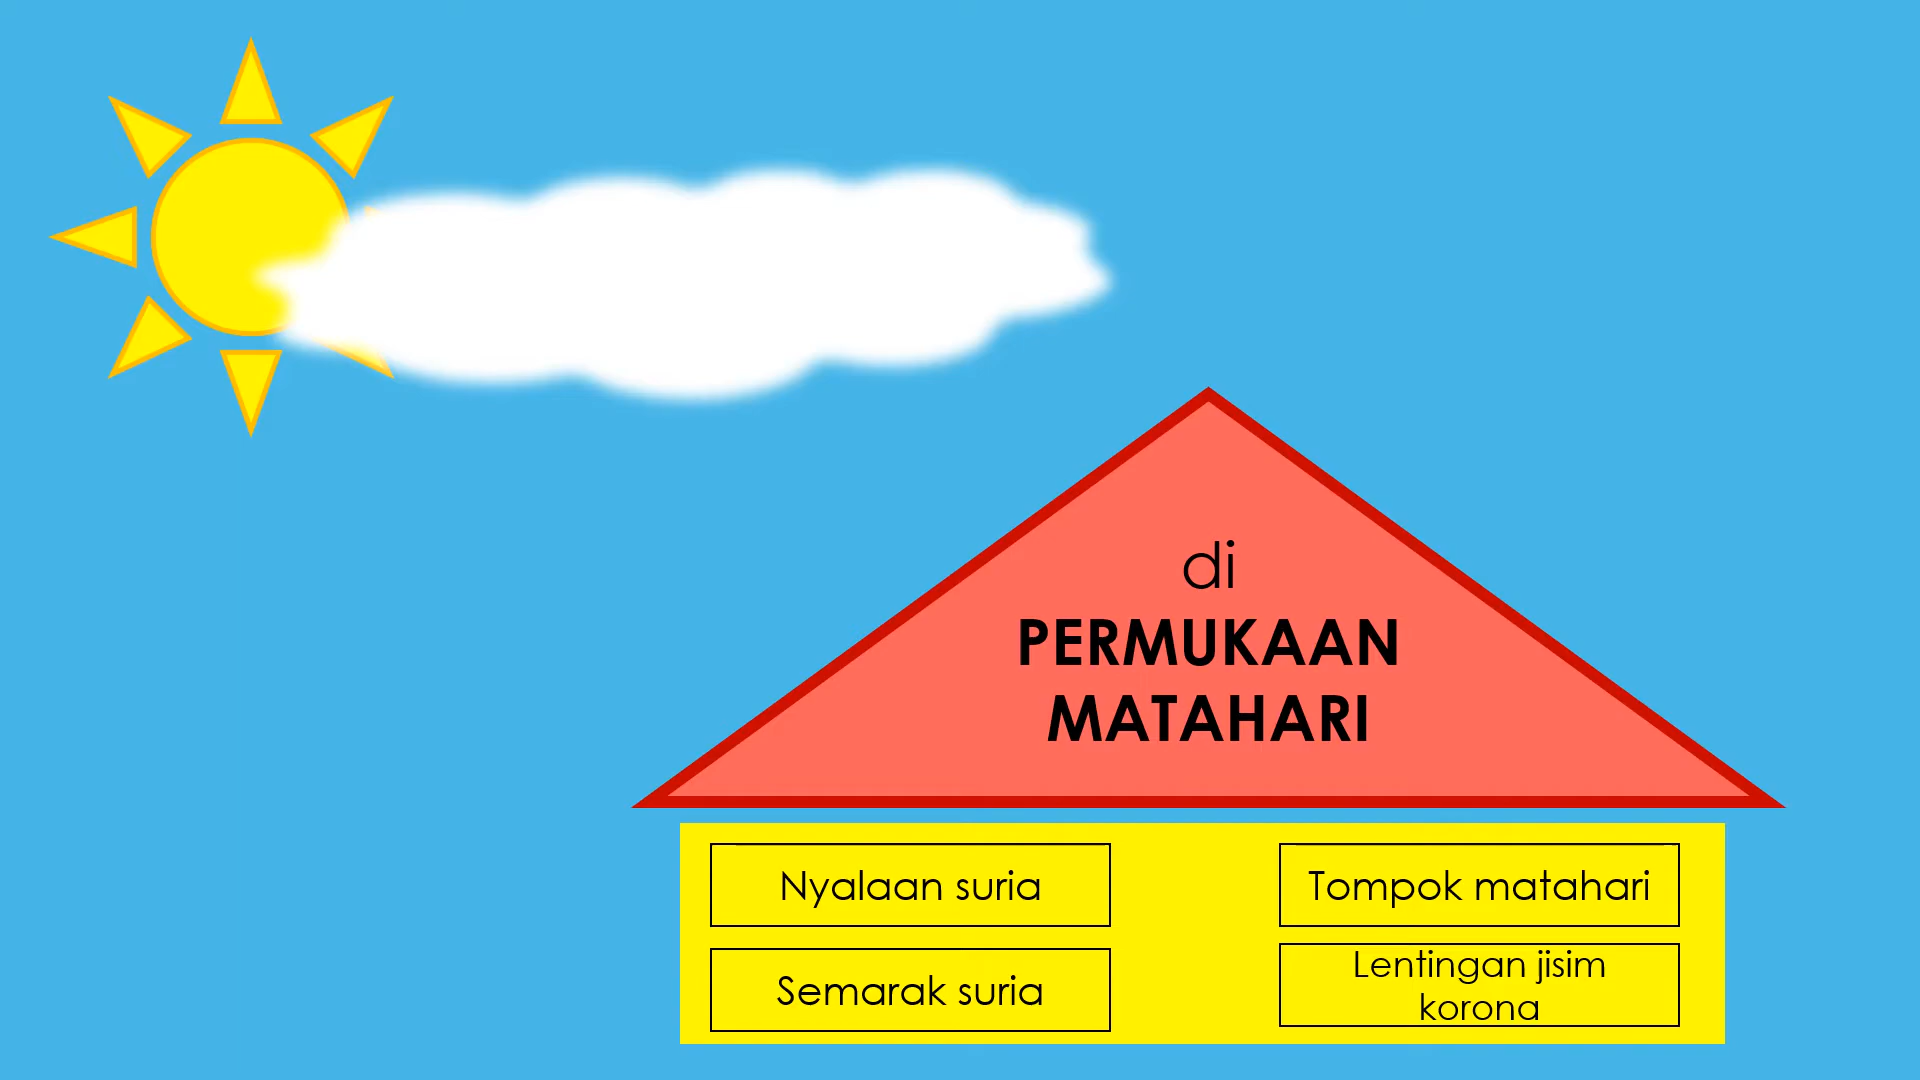 di
PERMUKAAN
MATAHARI
Nyalaan suria
Tompok matahari
Semarak suria
Lentingan jisim
korona